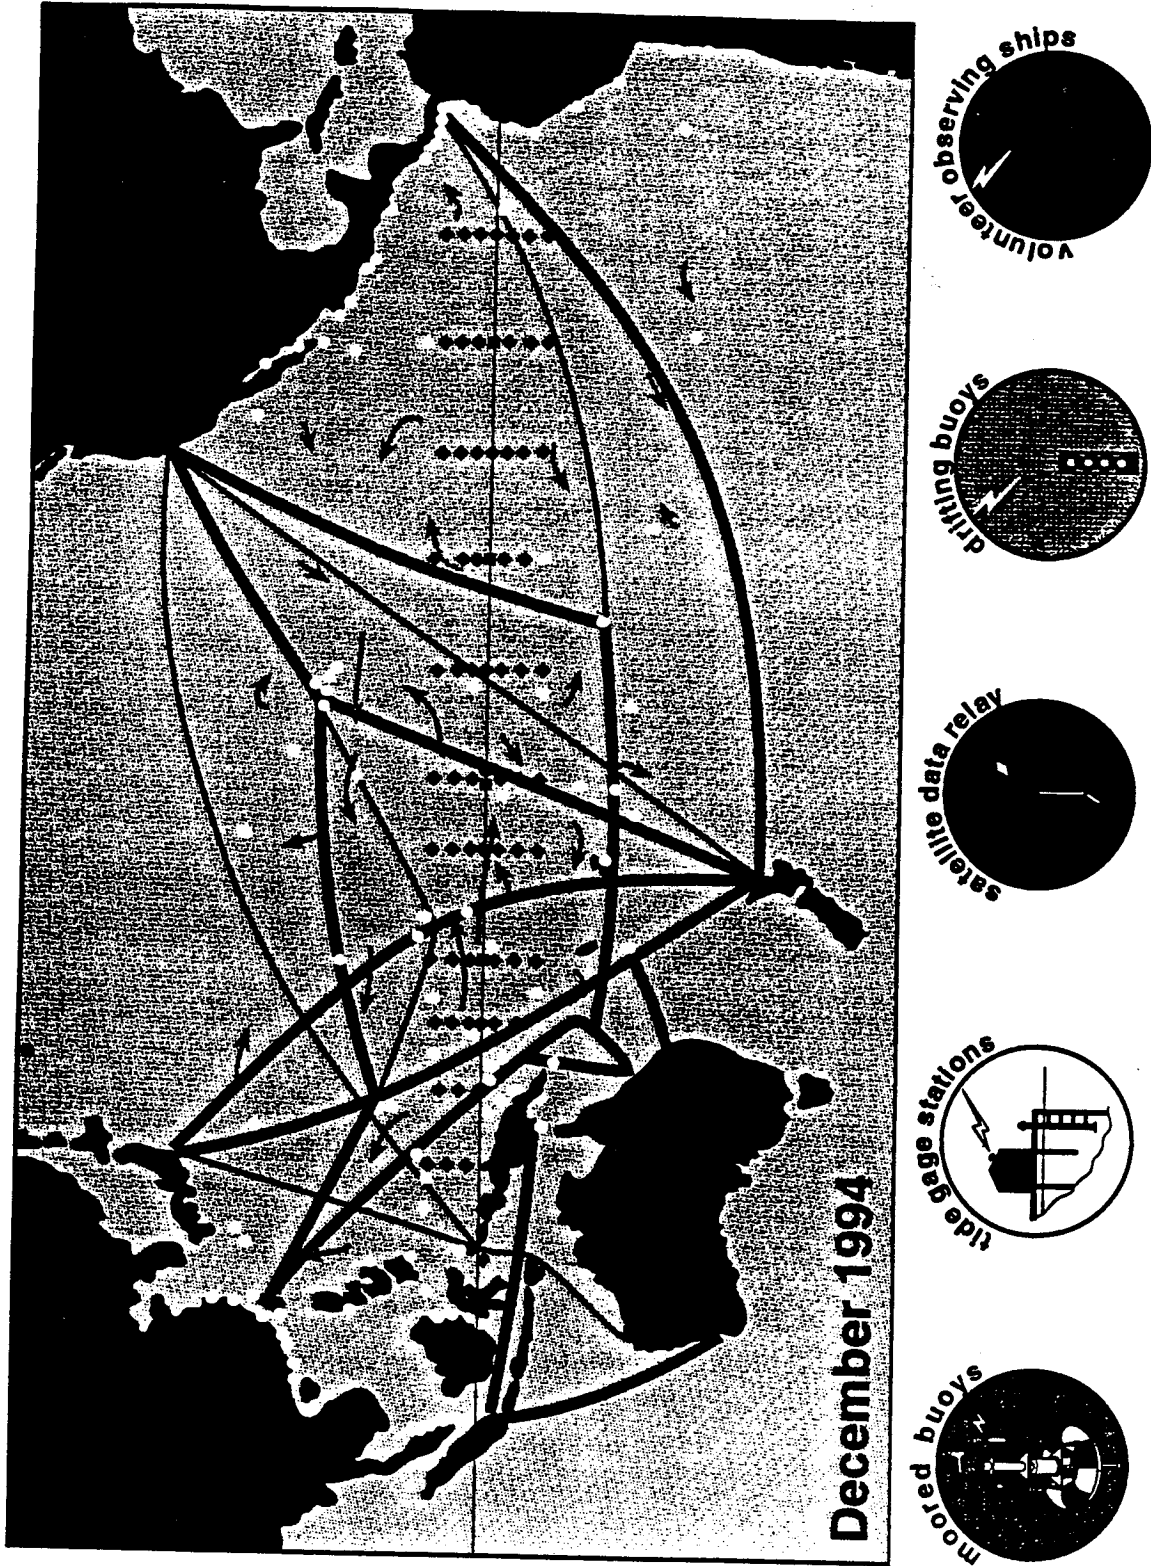 December 1994
moored buoys
tide gage stations
satellite data relay
drifting buoys
volunteer observing ships